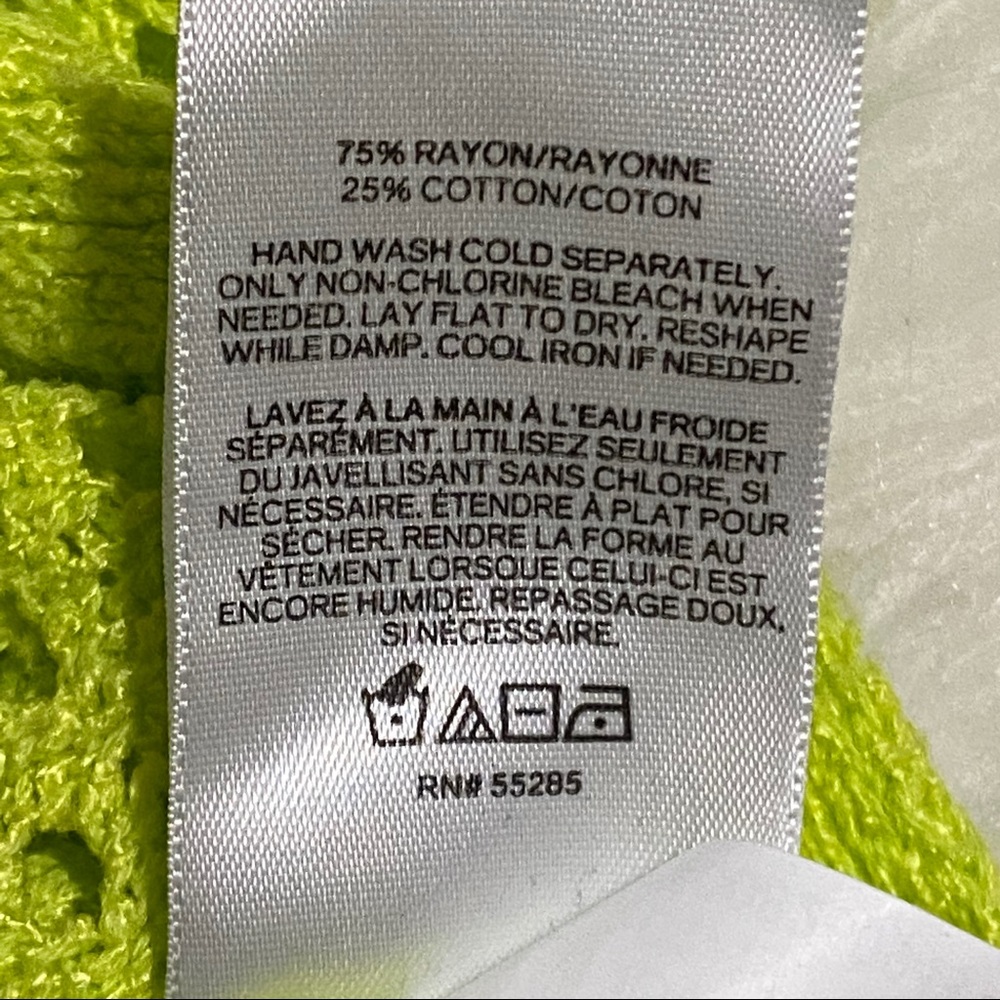 75% RAYON/RAYONNE
25% COTTON/COTON
HAND WASH COLD SEPARATELY.
ONLY NON-CHLORINE BLEACH WHEN
NEEDED. LAY FLAT TO DRY. RESHAPE
WHILE DAMP. COOL IRON IF NEEDED.
LAVEZ À LA MAIN À L'EAU FROIDE
SÉPARÉMENT. UTILISEZ SEULEMENT
DU JAVELLISANT SANS CHLORE, SI
NÉCESSAIRE. ÉTENDRE À PLAT POUR
SÉCHER. RENDRE LA FORME AU
VÊTEMENT LORSQUE CELUI-CI EST
ENCORE HUMIDE. REPASSAGE DOUX,
SI NÉCESSAIRE.
RN# 55285